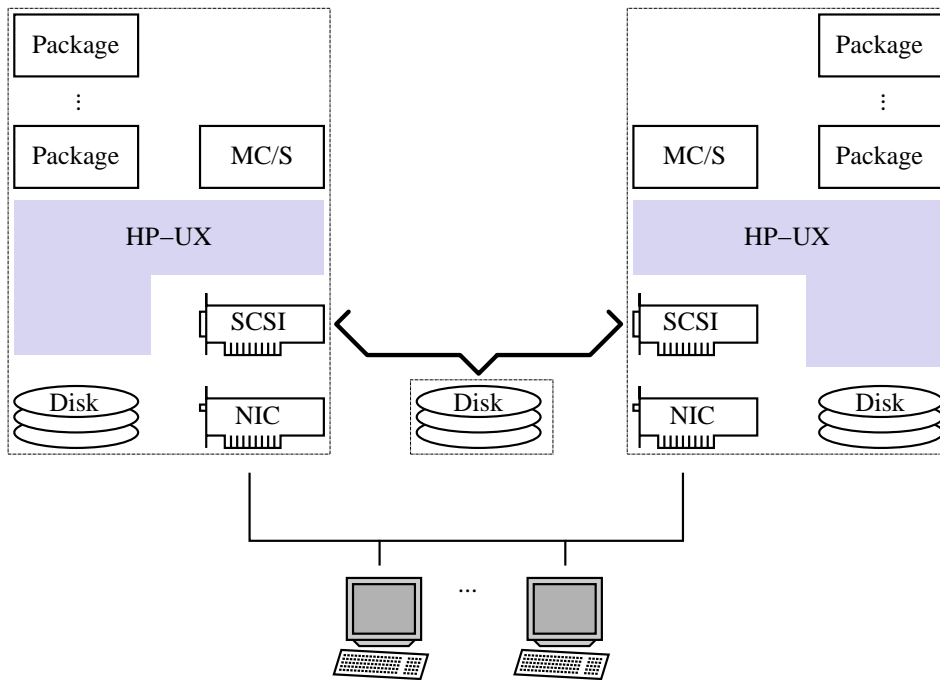 Package
Package
⋮
⋮
Package
MC/S
MC/S
Package
HP−UX
HP−UX
SCSI
SCSI
Disk
NIC
Disk
NIC
Disk
...